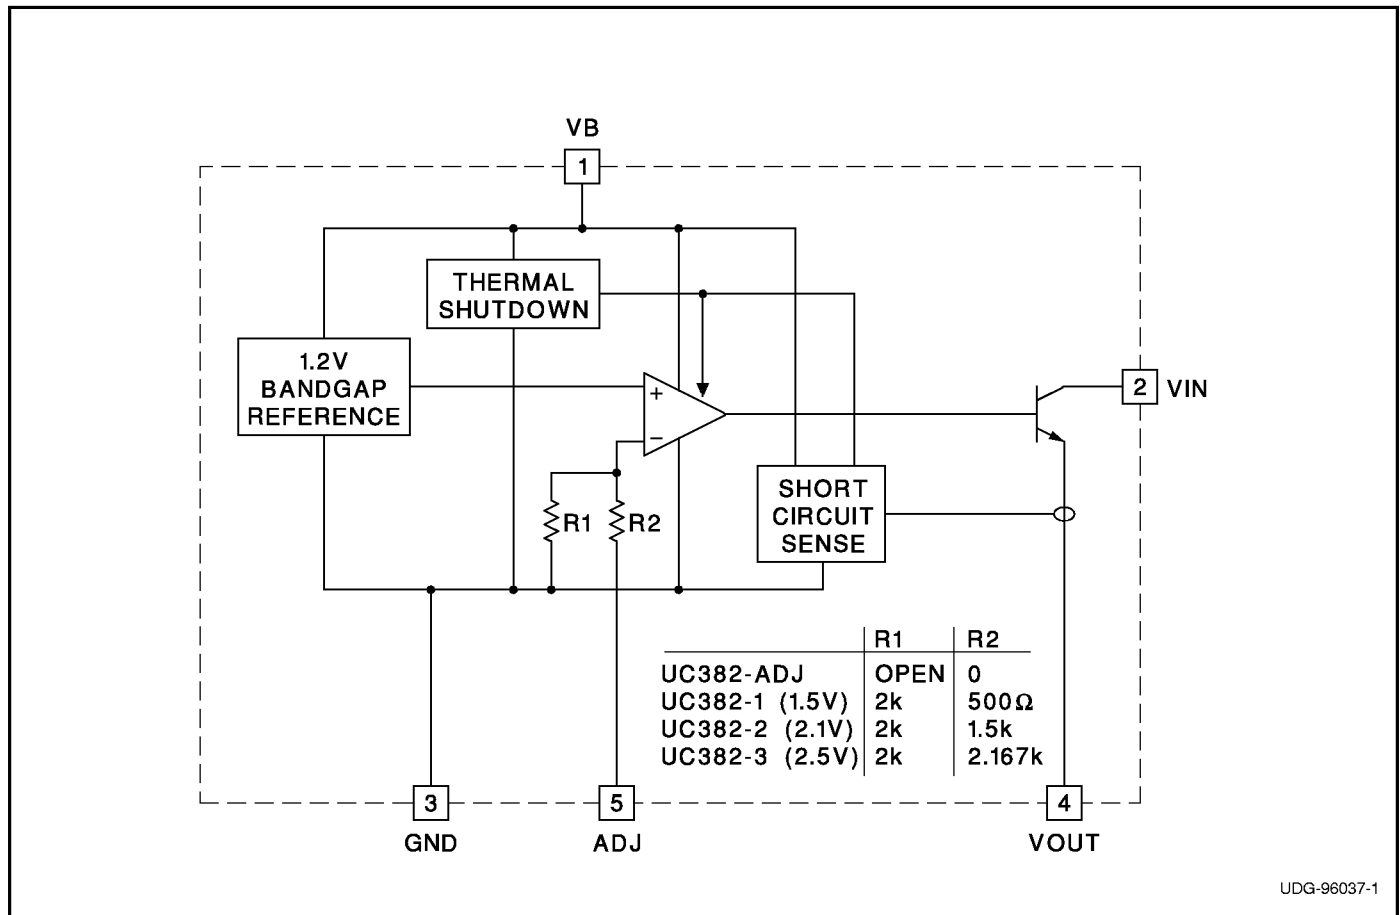 VB
1
THERMAL
SHUTDOWN
1.2V
BANDGAP
REFERENCE
+
−
2 VIN
R1 R2
SHORT
CIRCUIT
SENSE
R1 R2
UC382-ADJ OPEN 0
UC382-1 (1.5V) 2k 500Ω
UC382-2 (2.1V) 2k 1.5k
UC382-3 (2.5V) 2k 2.167k
3 5 4
GND ADJ VOUT
UDG-96037-1